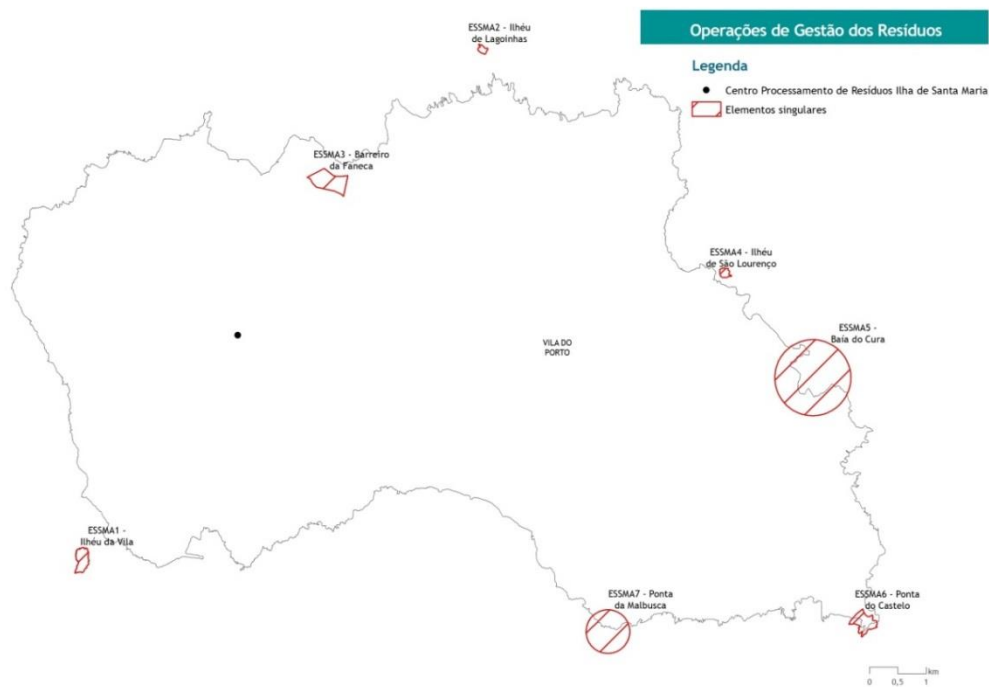 Operações de Gestão dos Resíduos
Legenda
Centro Processamento de Resíduos Ilha de Santa Maria
Elementos singulares
ESSMA2 - Ilhéu
de Lagoinhas
ESSMA3 - Barreiro
da Faneca
ESSMA4 - Ilhéu
de São Lourenço
ESSMA5 -
Baía do Cura
VILA DO
PORTO
ESSMA1 -
Ilhéu da Vila
ESSMA7 - Ponta
da Malbusca
ESSMA6 - Ponta
do Castelo
km
0 0,5 1